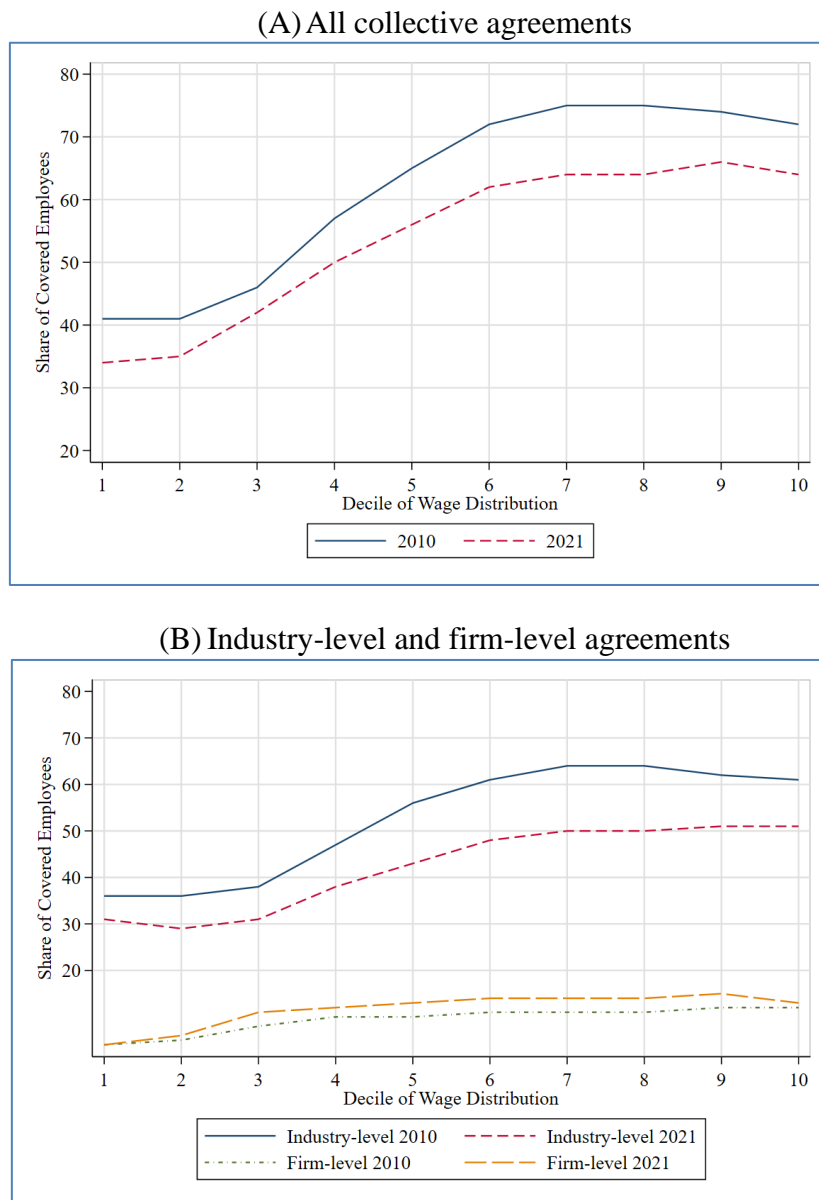 (A) All collective agreements
80
70
60
50
40
30
20
Share of Covered Employees
1 2 3 4 5 6 7 8 9 10
Decile of Wage Distribution
2010 2021
(B) Industry-level and firm-level agreements
80
70
60
50
40
30
20
Share of Covered Employees
1 2 3 4 5 6 7 8 9 10
Decile of Wage Distribution
Industry-level 2010 Industry-level 2021
Firm-level 2010 Firm-level 2021